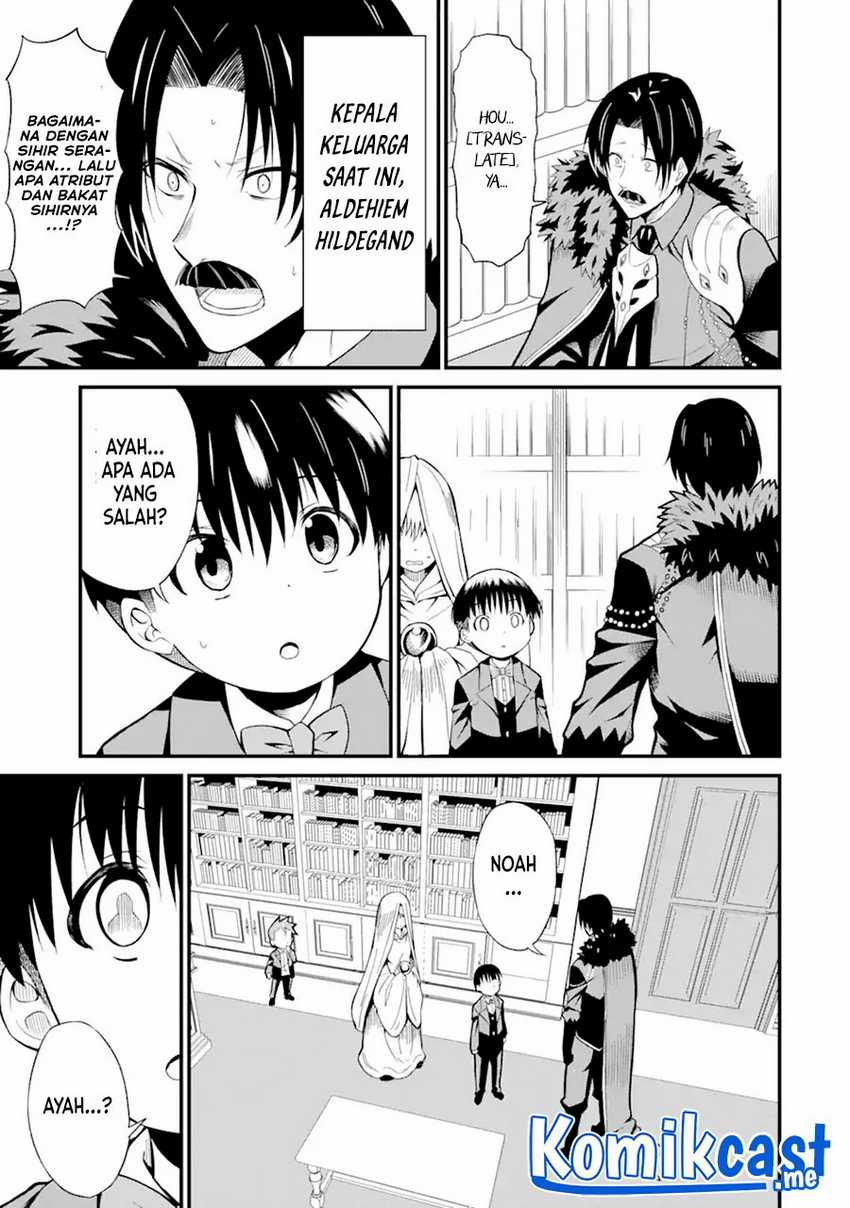 HOU...
[TRANS-
LATE],
YA...
KEPALA
KELUARGA
SAAT INI,
ALDEHIEM
HILDEGAND
BAGAIMA-
NA DENGAN
SIHIR SERA-
NGAN... LALU
APA ATRIBUT
DAN BAKAT
SIHIRNYA
...!?
AYAH...
APA ADA
YANG
SALAH?
NOAH
...
AYAH...?
Komikcast
.me